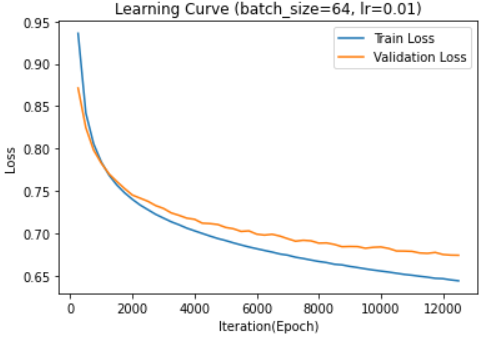 Learning Curve (batch_size=64, lr=0.01)
Train Loss
Validation Loss
Loss
0.95
0.90
0.85
0.80
0.75
0.70
0.65
0 2000 4000 6000 8000 10000 12000
Iteration(Epoch)